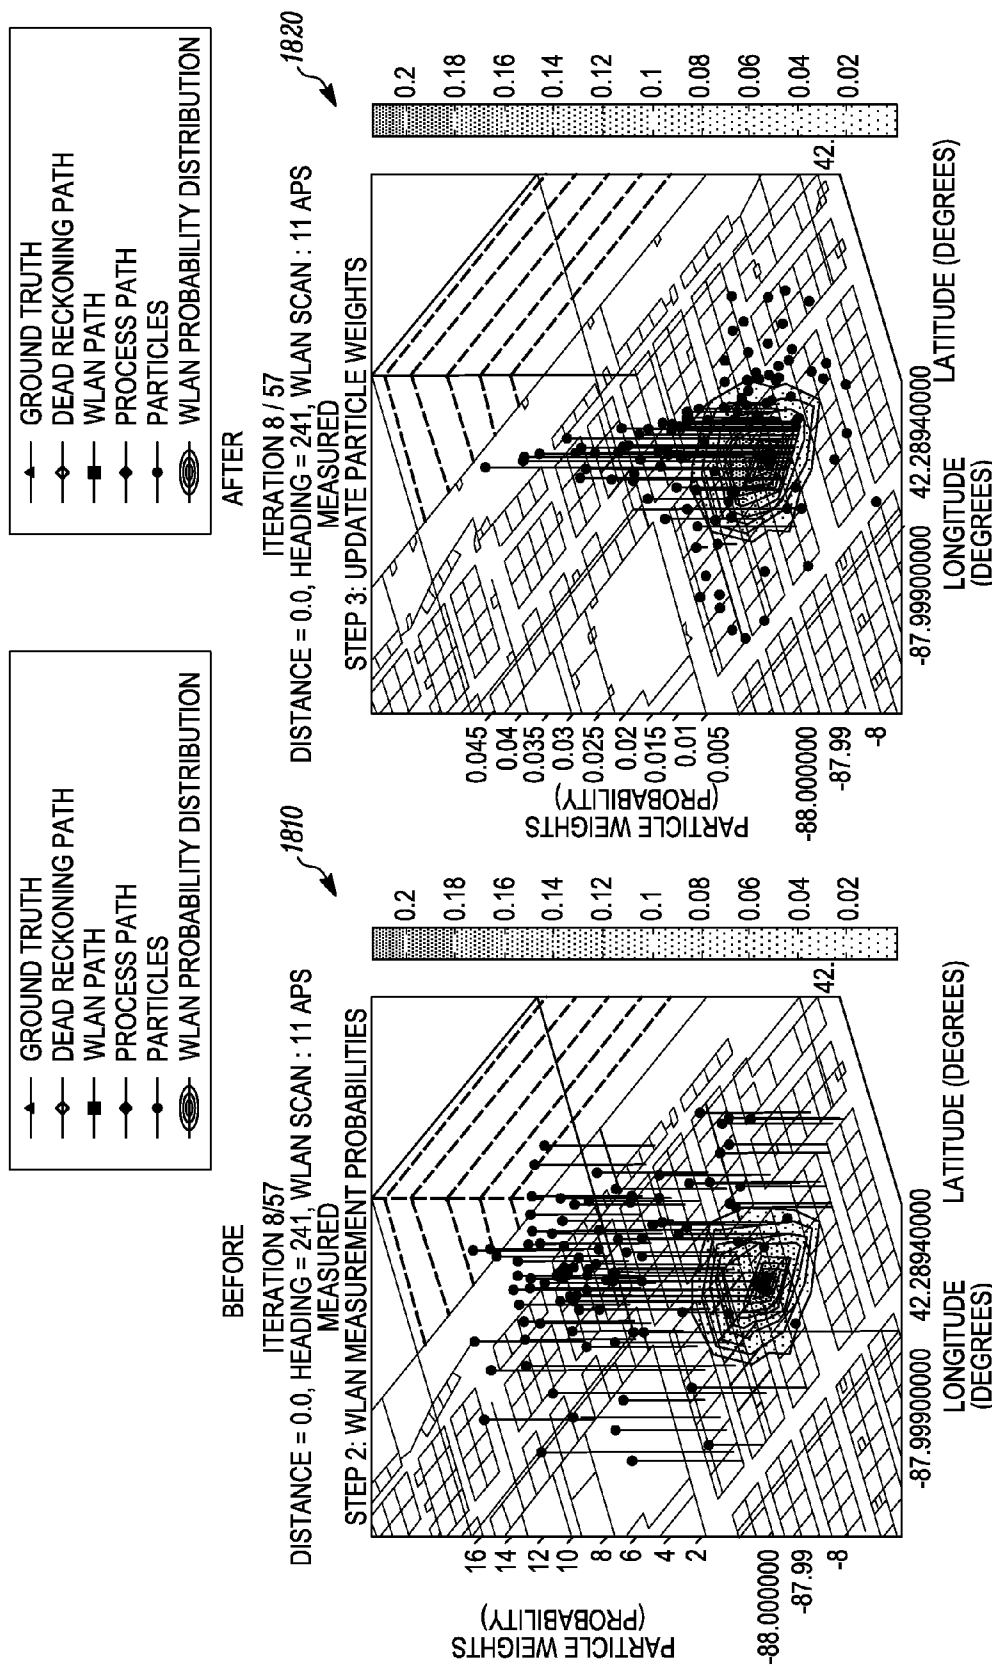 BEFORE
GROUND TRUTH
DEAD RECKONING PATH
WLAN PATH
PROCESS PATH
PARTICLES
WLAN PROBABILITY DISTRIBUTION
ITERATION 8/57
DISTANCE = 0.0, HEADING = 241, WLAN SCAN : 11 APS
MEASURED
STEP 2: WLAN MEASUREMENT PROBABILITIES
1810
PARTICLE WEIGHTS
(PROBABILITY)
16
14
12
10
8
6
4
2
-88.000000
-87.99
-8
-87.99900000
LONGITUDE
(DEGREES)
42.28940000
LATITUDE (DEGREES)
42.
0.2
0.18
0.16
0.14
0.12
0.1
0.08
0.06
0.04
0.02
AFTER
GROUND TRUTH
DEAD RECKONING PATH
WLAN PATH
PROCESS PATH
PARTICLES
WLAN PROBABILITY DISTRIBUTION
ITERATION 8 / 57
DISTANCE = 0.0, HEADING = 241, WLAN SCAN : 11 APS
MEASURED
STEP 3: UPDATE PARTICLE WEIGHTS
1820
PARTICLE WEIGHTS
(PROBABILITY)
0.045
0.04
0.035
0.03
0.025
0.02
0.015
0.01
0.005
-88.000000
-87.99
-8
-87.99900000
LONGITUDE
(DEGREES)
42.28940000
LATITUDE (DEGREES)
42.
0.2
0.18
0.16
0.14
0.12
0.1
0.08
0.06
0.04
0.02